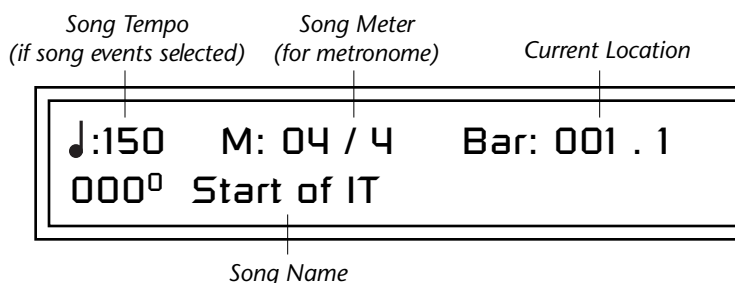 Song Tempo
(if song events selected)
Song Meter
(for metronome)
Current Location
♩:150 M: 04 / 4 Bar: 001 . 1
000⁰ Start of IT
Song Name